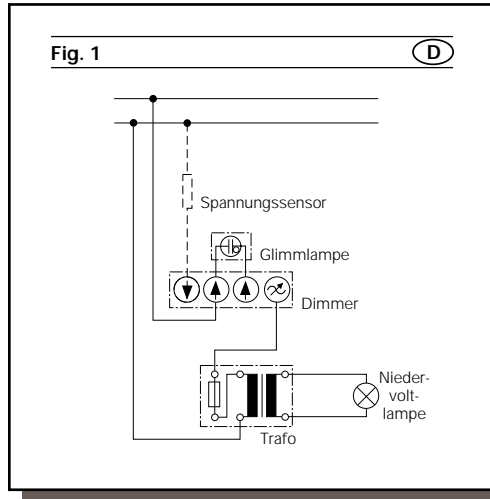 Fig. 1
D
Spannungssensor
Glimmlampe
Dimmer
Nieder-
volt-
lampe
Trafo